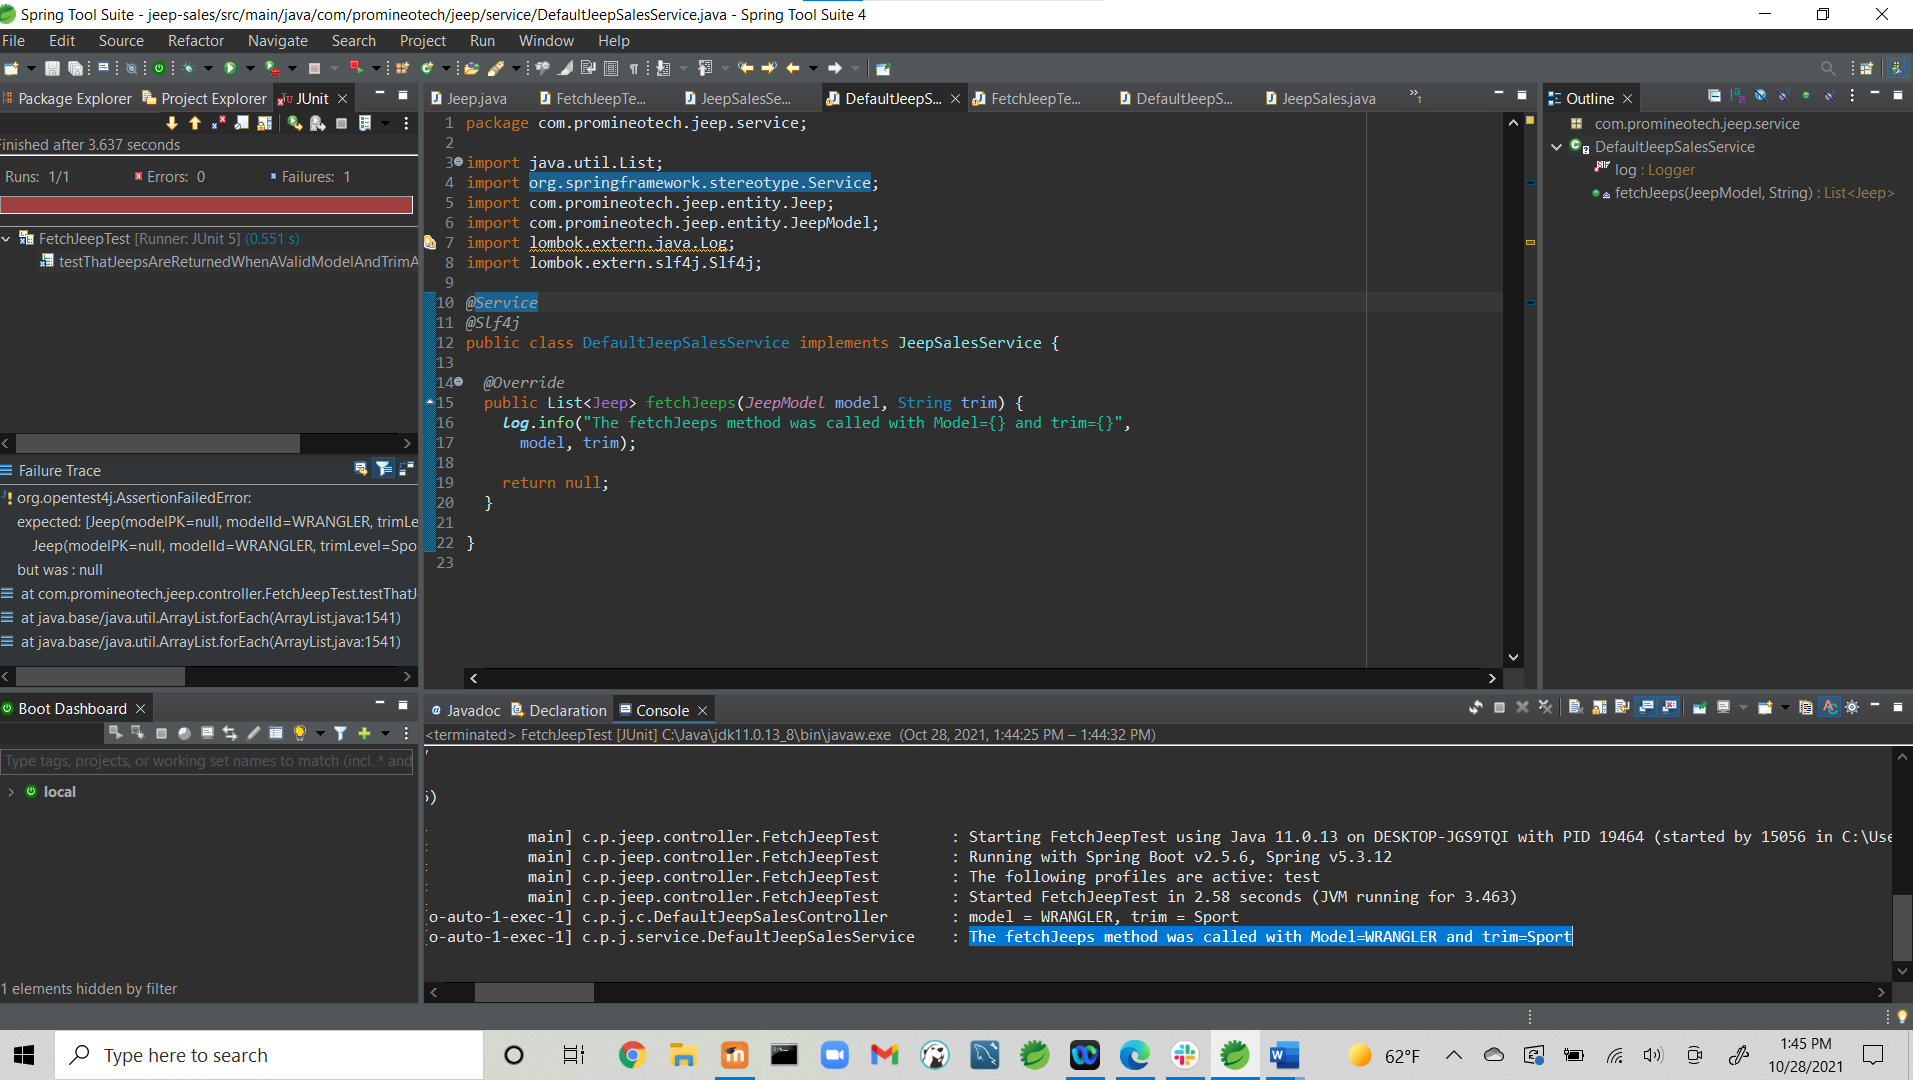 Spring Tool Suite - jeep-sales/src/main/java/com/promineotech/jeep/service/DefaultJeepSalesService.java - Spring Tool Suite 4
File Edit Source Refactor Navigate Search Project Run Window Help
Package Explorer Project Explorer JUnit
Finished after 3.637 seconds
Runs: 1/1 Errors: 0 Failures: 1
FetchJeepTest [Runner: JUnit 5] (0.551 s)
testThatJeepsAreReturnedWhenAValidModelAndTrimA
Failure Trace
org.opentest4j.AssertionFailedError:
expected: [Jeep(modelPK=null, modelId=WRANGLER, trimLe
Jeep(modelPK=null, modelId=WRANGLER, trimLevel=Spo
but was : null
at com.promineotech.jeep.controller.FetchJeepTest.testThatJ
at java.base/java.util.ArrayList.forEach(ArrayList.java:1541)
at java.base/java.util.ArrayList.forEach(ArrayList.java:1541)
Boot Dashboard
Type tags, projects, or working set names to match (incl. * and
local
1 elements hidden by filter
Jeep.java FetchJeepTe... JeepSalesSe... DefaultJeepS... FetchJeepTe... DefaultJeepS... JeepSales.java »1
1 package com.promineotech.jeep.service;
2
3 import java.util.List;
4 import org.springframework.stereotype.Service;
5 import com.promineotech.jeep.entity.Jeep;
6 import com.promineotech.jeep.entity.JeepModel;
7 import lombok.extern.java.Log;
8 import lombok.extern.slf4j.Slf4j;
9
10 @Service
11 @Slf4j
12 public class DefaultJeepSalesService implements JeepSalesService {
13
14 @Override
15 public List<Jeep> fetchJeeps(JeepModel model, String trim) {
16 log.info("The fetchJeeps method was called with Model={} and trim={}",
17 model, trim);
18
19 return null;
20 }
21
22 }
23
Outline
com.promineotech.jeep.service
DefaultJeepSalesService
log : Logger
fetchJeeps(JeepModel, String) : List<Jeep>
Javadoc Declaration Console
<terminated> FetchJeepTest [JUnit] C:\Java\jdk11.0.13_8\bin\javaw.exe (Oct 28, 2021, 1:44:25 PM – 1:44:32 PM)
main] c.p.jeep.controller.FetchJeepTest : Starting FetchJeepTest using Java 11.0.13 on DESKTOP-JGS9TQI with PID 19464 (started by 15056 in C:\Use
main] c.p.jeep.controller.FetchJeepTest : Running with Spring Boot v2.5.6, Spring v5.3.12
main] c.p.jeep.controller.FetchJeepTest : The following profiles are active: test
main] c.p.jeep.controller.FetchJeepTest : Started FetchJeepTest in 2.58 seconds (JVM running for 3.463)
o-auto-1-exec-1] c.p.j.c.DefaultJeepSalesController : model = WRANGLER, trim = Sport
o-auto-1-exec-1] c.p.j.service.DefaultJeepSalesService : The fetchJeeps method was called with Model=WRANGLER and trim=Sport
Type here to search
62°F
1:45 PM
10/28/2021